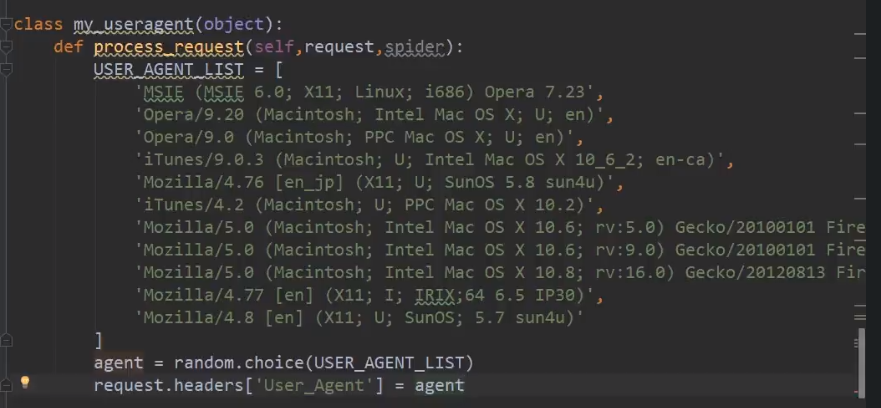 class my_useragent(object):
def process_request(self,request,spider):
USER_AGENT_LIST = [
'MSIE (MSIE 6.0; X11; Linux; i686) Opera 7.23',
'Opera/9.20 (Macintosh; Intel Mac OS X; U; en)',
'Opera/9.0 (Macintosh; PPC Mac OS X; U; en)',
'iTunes/9.0.3 (Macintosh; U; Intel Mac OS X 10_6_2; en-ca)',
'Mozilla/4.76 [en_jp] (X11; U; SunOS 5.8 sun4u)',
'iTunes/4.2 (Macintosh; U; PPC Mac OS X 10.2)',
'Mozilla/5.0 (Macintosh; Intel Mac OS X 10.6; rv:5.0) Gecko/20100101 Fire
'Mozilla/5.0 (Macintosh; Intel Mac OS X 10.6; rv:9.0) Gecko/20100101 Fire
'Mozilla/5.0 (Macintosh; Intel Mac OS X 10.8; rv:16.0) Gecko/20120813 Fir
'Mozilla/4.77 [en] (X11; I; IRIX;64 6.5 IP30)',
'Mozilla/4.8 [en] (X11; U; SunOS; 5.7 sun4u)'
]
agent = random.choice(USER_AGENT_LIST)
request.headers['User_Agent'] = agent